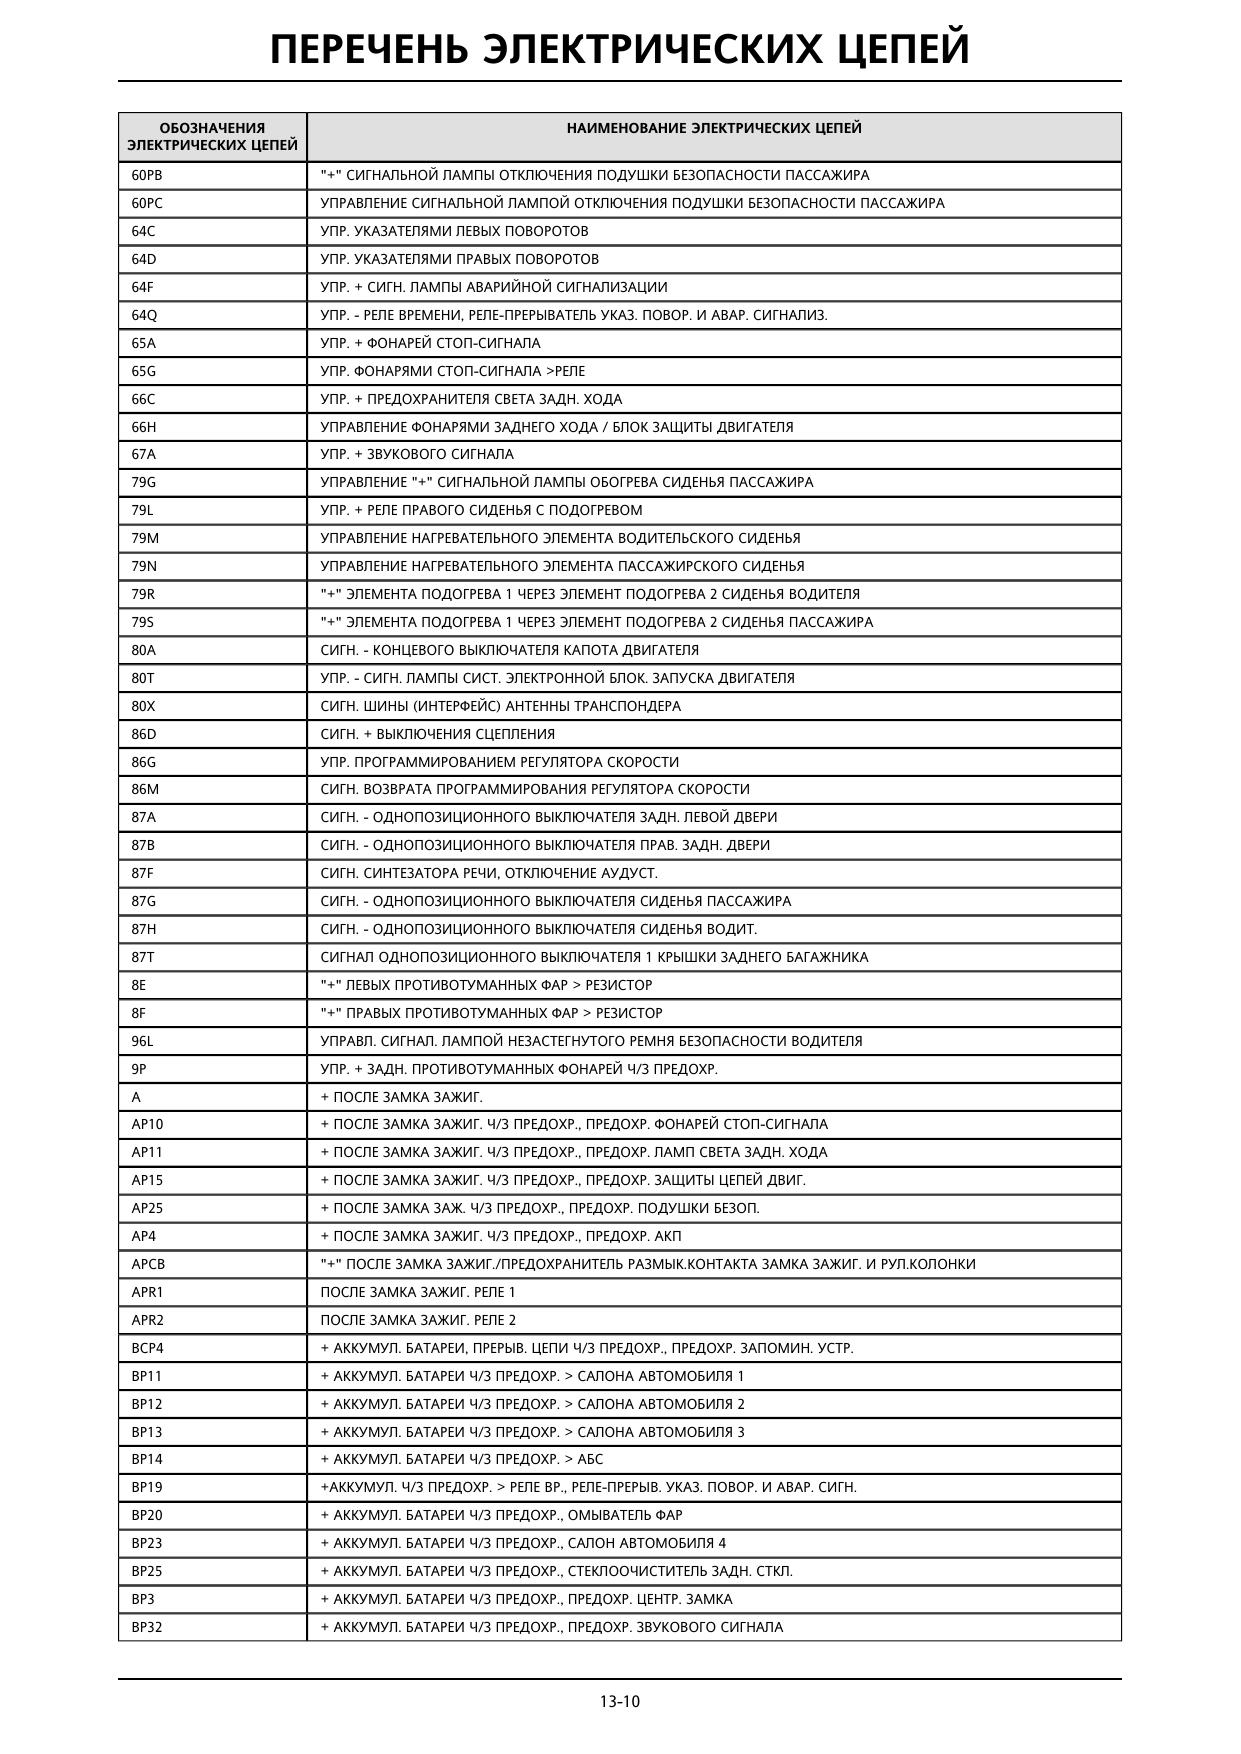 ПЕРЕЧЕНЬ ЭЛЕКТРИЧЕСКИХ ЦЕПЕЙ
ОБОЗНАЧЕНИЯ
ЭЛЕКТРИЧЕСКИХ ЦЕПЕЙ
НАИМЕНОВАНИЕ ЭЛЕКТРИЧЕСКИХ ЦЕПЕЙ
60PB "+" СИГНАЛЬНОЙ ЛАМПЫ ОТКЛЮЧЕНИЯ ПОДУШКИ БЕЗОПАСНОСТИ ПАССАЖИРА
60PC УПРАВЛЕНИЕ СИГНАЛЬНОЙ ЛАМПОЙ ОТКЛЮЧЕНИЯ ПОДУШКИ БЕЗОПАСНОСТИ ПАССАЖИРА
64C УПР. УКАЗАТЕЛЯМИ ЛЕВЫХ ПОВОРОТОВ
64D УПР. УКАЗАТЕЛЯМИ ПРАВЫХ ПОВОРОТОВ
64F УПР. + СИГН. ЛАМПЫ АВАРИЙНОЙ СИГНАЛИЗАЦИИ
64Q УПР. - РЕЛЕ ВРЕМЕНИ, РЕЛЕ-ПРЕРЫВАТЕЛЬ УКАЗ. ПОВОР. И АВАР. СИГНАЛИЗ.
65A УПР. + ФОНАРЕЙ СТОП-СИГНАЛА
65G УПР. ФОНАРЯМИ СТОП-СИГНАЛА >РЕЛЕ
66C УПР. + ПРЕДОХРАНИТЕЛЯ СВЕТА ЗАДН. ХОДА
66H УПРАВЛЕНИЕ ФОНАРЯМИ ЗАДНЕГО ХОДА / БЛОК ЗАЩИТЫ ДВИГАТЕЛЯ
67A УПР. + ЗВУКОВОГО СИГНАЛА
79G УПРАВЛЕНИЕ "+" СИГНАЛЬНОЙ ЛАМПЫ ОБОГРЕВА СИДЕНЬЯ ПАССАЖИРА
79L УПР. + РЕЛЕ ПРАВОГО СИДЕНЬЯ С ПОДОГРЕВОМ
79M УПРАВЛЕНИЕ НАГРЕВАТЕЛЬНОГО ЭЛЕМЕНТА ВОДИТЕЛЬСКОГО СИДЕНЬЯ
79N УПРАВЛЕНИЕ НАГРЕВАТЕЛЬНОГО ЭЛЕМЕНТА ПАССАЖИРСКОГО СИДЕНЬЯ
79R "+" ЭЛЕМЕНТА ПОДОГРЕВА 1 ЧЕРЕЗ ЭЛЕМЕНТ ПОДОГРЕВА 2 СИДЕНЬЯ ВОДИТЕЛЯ
79S "+" ЭЛЕМЕНТА ПОДОГРЕВА 1 ЧЕРЕЗ ЭЛЕМЕНТ ПОДОГРЕВА 2 СИДЕНЬЯ ПАССАЖИРА
80A СИГН. - КОНЦЕВОГО ВЫКЛЮЧАТЕЛЯ КАПОТА ДВИГАТЕЛЯ
80T УПР. - СИГН. ЛАМПЫ СИСТ. ЭЛЕКТРОННОЙ БЛОК. ЗАПУСКА ДВИГАТЕЛЯ
80X СИГН. ШИНЫ (ИНТЕРФЕЙС) АНТЕННЫ ТРАНСПОНДЕРА
86D СИГН. + ВЫКЛЮЧЕНИЯ СЦЕПЛЕНИЯ
86G УПР. ПРОГРАММИРОВАНИЕМ РЕГУЛЯТОРА СКОРОСТИ
86M СИГН. ВОЗВРАТА ПРОГРАММИРОВАНИЯ РЕГУЛЯТОРА СКОРОСТИ
87A СИГН. - ОДНОПОЗИЦИОННОГО ВЫКЛЮЧАТЕЛЯ ЗАДН. ЛЕВОЙ ДВЕРИ
87B СИГН. - ОДНОПОЗИЦИОННОГО ВЫКЛЮЧАТЕЛЯ ПРАВ. ЗАДН. ДВЕРИ
87F СИГН. СИНТЕЗАТОРА РЕЧИ, ОТКЛЮЧЕНИЕ АУДУСТ.
87G СИГН. - ОДНОПОЗИЦИОННОГО ВЫКЛЮЧАТЕЛЯ СИДЕНЬЯ ПАССАЖИРА
87H СИГН. - ОДНОПОЗИЦИОННОГО ВЫКЛЮЧАТЕЛЯ СИДЕНЬЯ ВОДИТ.
87T СИГНАЛ ОДНОПОЗИЦИОННОГО ВЫКЛЮЧАТЕЛЯ 1 КРЫШКИ ЗАДНЕГО БАГАЖНИКА
8E "+" ЛЕВЫХ ПРОТИВОТУМАННЫХ ФАР > РЕЗИСТОР
8F "+" ПРАВЫХ ПРОТИВОТУМАННЫХ ФАР > РЕЗИСТОР
96L УПРАВЛ. СИГНАЛ. ЛАМПОЙ НЕЗАСТЕГНУТОГО РЕМНЯ БЕЗОПАСНОСТИ ВОДИТЕЛЯ
9P УПР. + ЗАДН. ПРОТИВОТУМАННЫХ ФОНАРЕЙ Ч/З ПРЕДОХР.
A + ПОСЛЕ ЗАМКА ЗАЖИГ.
AP10 + ПОСЛЕ ЗАМКА ЗАЖИГ. Ч/З ПРЕДОХР., ПРЕДОХР. ФОНАРЕЙ СТОП-СИГНАЛА
AP11 + ПОСЛЕ ЗАМКА ЗАЖИГ. Ч/З ПРЕДОХР., ПРЕДОХР. ЛАМП СВЕТА ЗАДН. ХОДА
AP15 + ПОСЛЕ ЗАМКА ЗАЖИГ. Ч/З ПРЕДОХР., ПРЕДОХР. ЗАЩИТЫ ЦЕПЕЙ ДВИГ.
AP25 + ПОСЛЕ ЗАМКА ЗАЖ. Ч/З ПРЕДОХР., ПРЕДОХР. ПОДУШКИ БЕЗОП.
AP4 + ПОСЛЕ ЗАМКА ЗАЖИГ. Ч/З ПРЕДОХР., ПРЕДОХР. АКП
APCB "+" ПОСЛЕ ЗАМКА ЗАЖИГ./ПРЕДОХРАНИТЕЛЬ РАЗМЫК.КОНТАКТА ЗАМКА ЗАЖИГ. И РУЛ.КОЛОНКИ
APR1 ПОСЛЕ ЗАМКА ЗАЖИГ. РЕЛЕ 1
APR2 ПОСЛЕ ЗАМКА ЗАЖИГ. РЕЛЕ 2
BCP4 + АККУМУЛ. БАТАРЕИ, ПРЕРЫВ. ЦЕПИ Ч/З ПРЕДОХР., ПРЕДОХР. ЗАПОМИН. УСТР.
BP11 + АККУМУЛ. БАТАРЕИ Ч/З ПРЕДОХР. > САЛОНА АВТОМОБИЛЯ 1
BP12 + АККУМУЛ. БАТАРЕИ Ч/З ПРЕДОХР. > САЛОНА АВТОМОБИЛЯ 2
BP13 + АККУМУЛ. БАТАРЕИ Ч/З ПРЕДОХР. > САЛОНА АВТОМОБИЛЯ 3
BP14 + АККУМУЛ. БАТАРЕИ Ч/З ПРЕДОХР. > АБС
BP19 +АККУМУЛ. Ч/З ПРЕДОХР. > РЕЛЕ ВР., РЕЛЕ-ПРЕРЫВ. УКАЗ. ПОВОР. И АВАР. СИГН.
BP20 + АККУМУЛ. БАТАРЕИ Ч/З ПРЕДОХР., ОМЫВАТЕЛЬ ФАР
BP23 + АККУМУЛ. БАТАРЕИ Ч/З ПРЕДОХР., САЛОН АВТОМОБИЛЯ 4
BP25 + АККУМУЛ. БАТАРЕИ Ч/З ПРЕДОХР., СТЕКЛООЧИСТИТЕЛЬ ЗАДН. СТКЛ.
BP3 + АККУМУЛ. БАТАРЕИ Ч/З ПРЕДОХР., ПРЕДОХР. ЦЕНТР. ЗАМКА
BP32 + АККУМУЛ. БАТАРЕИ Ч/З ПРЕДОХР., ПРЕДОХР. ЗВУКОВОГО СИГНАЛА
13-10